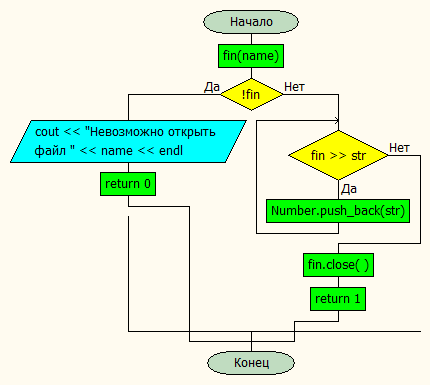 Начало
fin(name)
!fin
Да
Нет
cout << "Невозможно открыть
файл " << name << endl
return 0
fin >> str
Нет
Да
Number.push_back(str)
fin.close( )
return 1
Конец